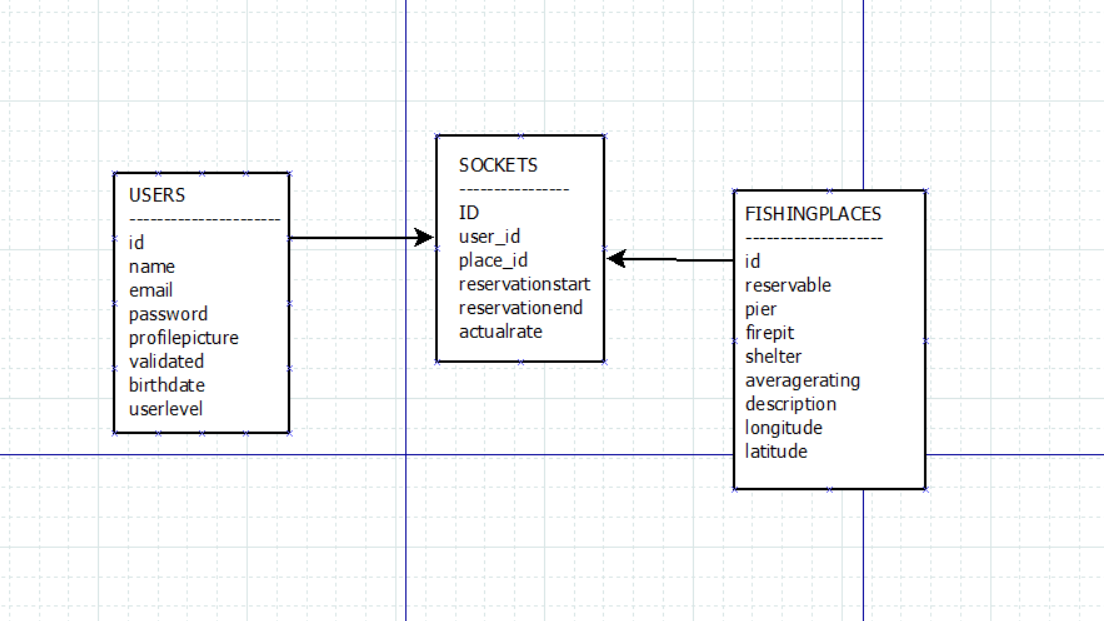 USERS
---------------------
id
name
email
password
profilepicture
validated
birthdate
userlevel
SOCKETS
----------------
ID
user_id
place_id
reservationstart
reservationend
actualrate
FISHINGPLACES
--------------------
id
reservable
pier
firepit
shelter
averagerating
description
longitude
latitude